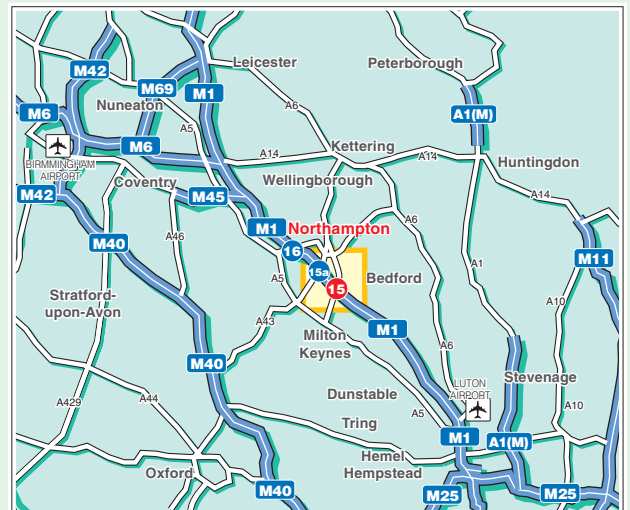 Leicester
Peterborough
M42
M69
M1
Nuneaton
A6
M6
A5
A1(M)
M6
Kettering
A14
A14
Huntingdon
BIRMMINGHAM
AIRPORT
Coventry
Wellingborough
M42
M45
A14
A6
M1
Northampton
A46
M40
16
M11
15a
A1
A5
Bedford
15
Stratford-
upon-Avon
A10
A43
M1
Milton
Keynes
A6
M40
LUTON
AIRPORT
Stevenage
Dunstable
A429
A44
A5
A10
Tring
M1
A1(M)
Hemel
Hempstead
Oxford
M40
M25
M25